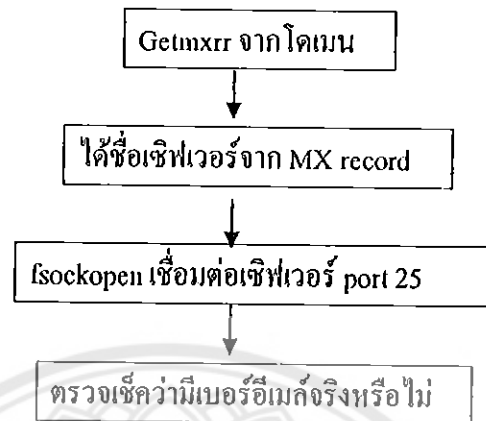 Getmxrr จากโดเมน
ได้ชื่อเซิฟเวอร์จาก MX record
fsockopen เชื่อมต่อเซิฟเวอร์ port 25
ตรวจเช็คว่ามีเบอร์อีเมล์จริงหรือไม่